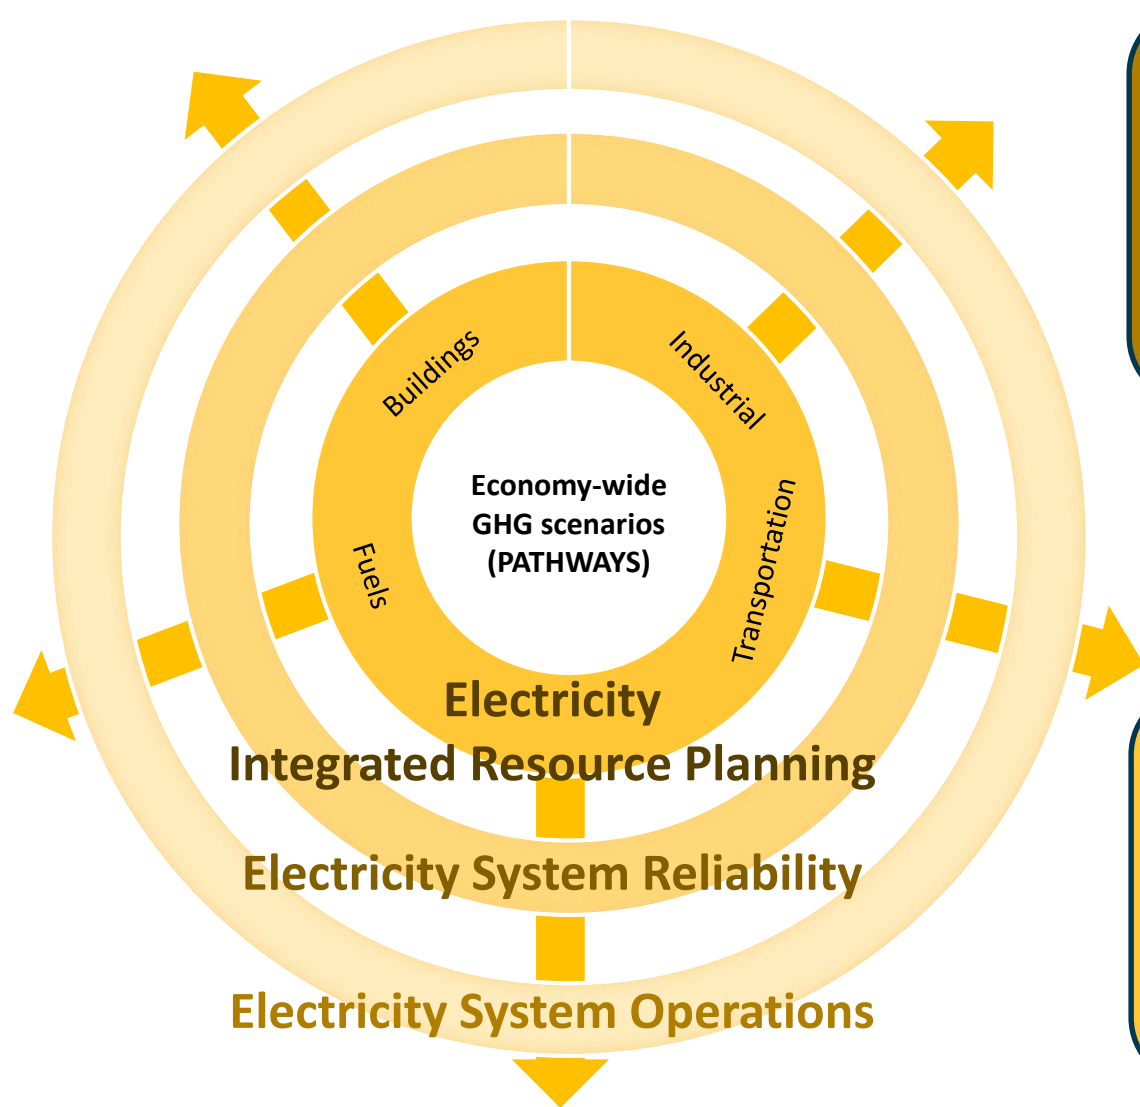 Buildings
Industrial
Economy-wide
GHG scenarios
(PATHWAYS)
Fuels
Transportation
Electricity
Integrated Resource Planning
Electricity System Reliability
Electricity System Operations